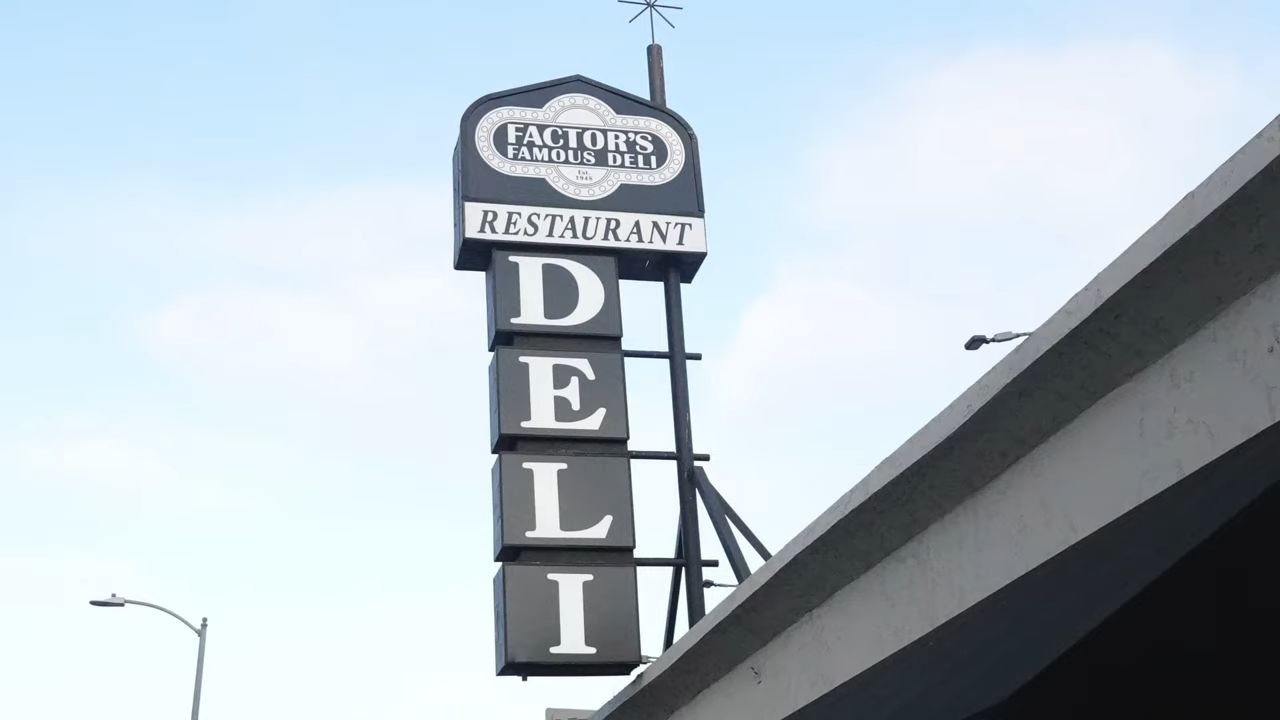 FACTOR'S
FAMOUS DELI
Est.
1948
RESTAURANT
D
E
L
I